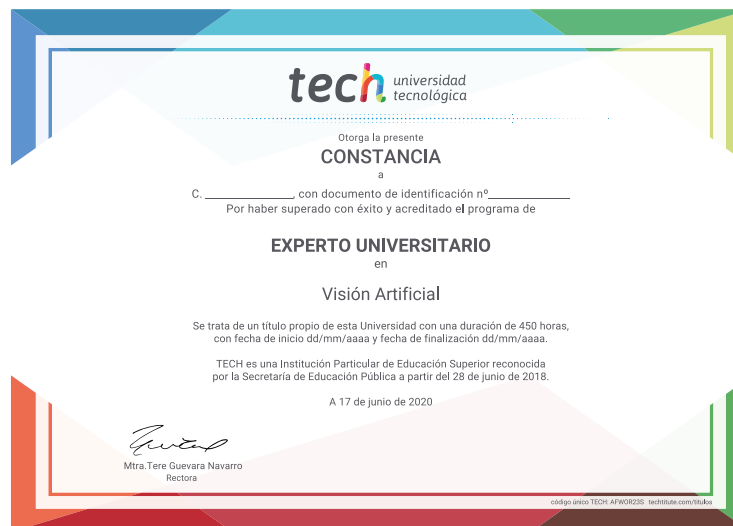 tech universidad
tecnológica
Otorga la presente
CONSTANCIA
a
C. ______________, con documento de identificación nº______________
Por haber superado con éxito y acreditado el programa de
EXPERTO UNIVERSITARIO
en
Visión Artificial
Se trata de un título propio de esta Universidad con una duración de 450 horas,
con fecha de inicio dd/mm/aaaa y fecha de finalización dd/mm/aaaa.
TECH es una Institución Particular de Educación Superior reconocida
por la Secretaría de Educación Pública a partir del 28 de junio de 2018.
A 17 de junio de 2020
Mtra.Tere Guevara Navarro
Rectora
código único TECH: AFWOR23S techtitute.com/titulos